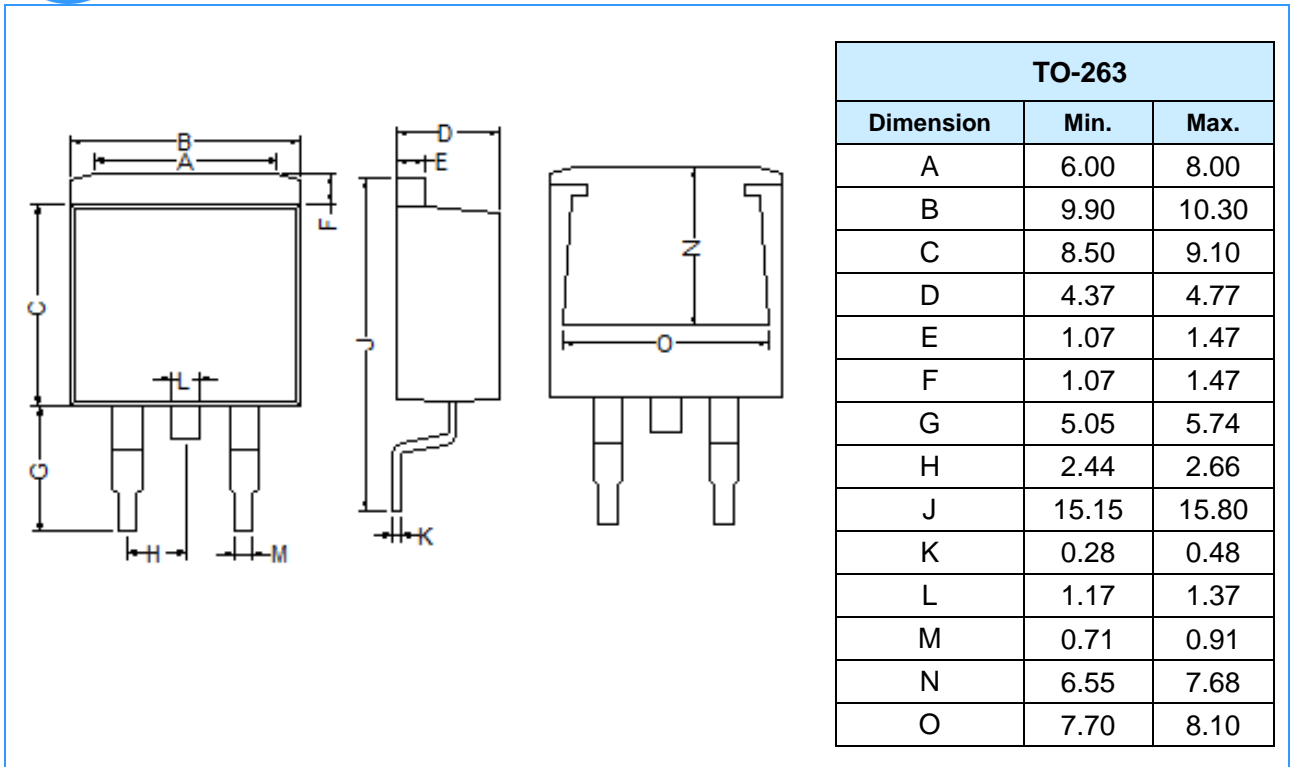 B
A
F
C
L
G
H
M
D
E
J
K
N
O
TO-263
Dimension Min. Max.
A 6.00 8.00
B 9.90 10.30
C 8.50 9.10
D 4.37 4.77
E 1.07 1.47
F 1.07 1.47
G 5.05 5.74
H 2.44 2.66
J 15.15 15.80
K 0.28 0.48
L 1.17 1.37
M 0.71 0.91
N 6.55 7.68
O 7.70 8.10